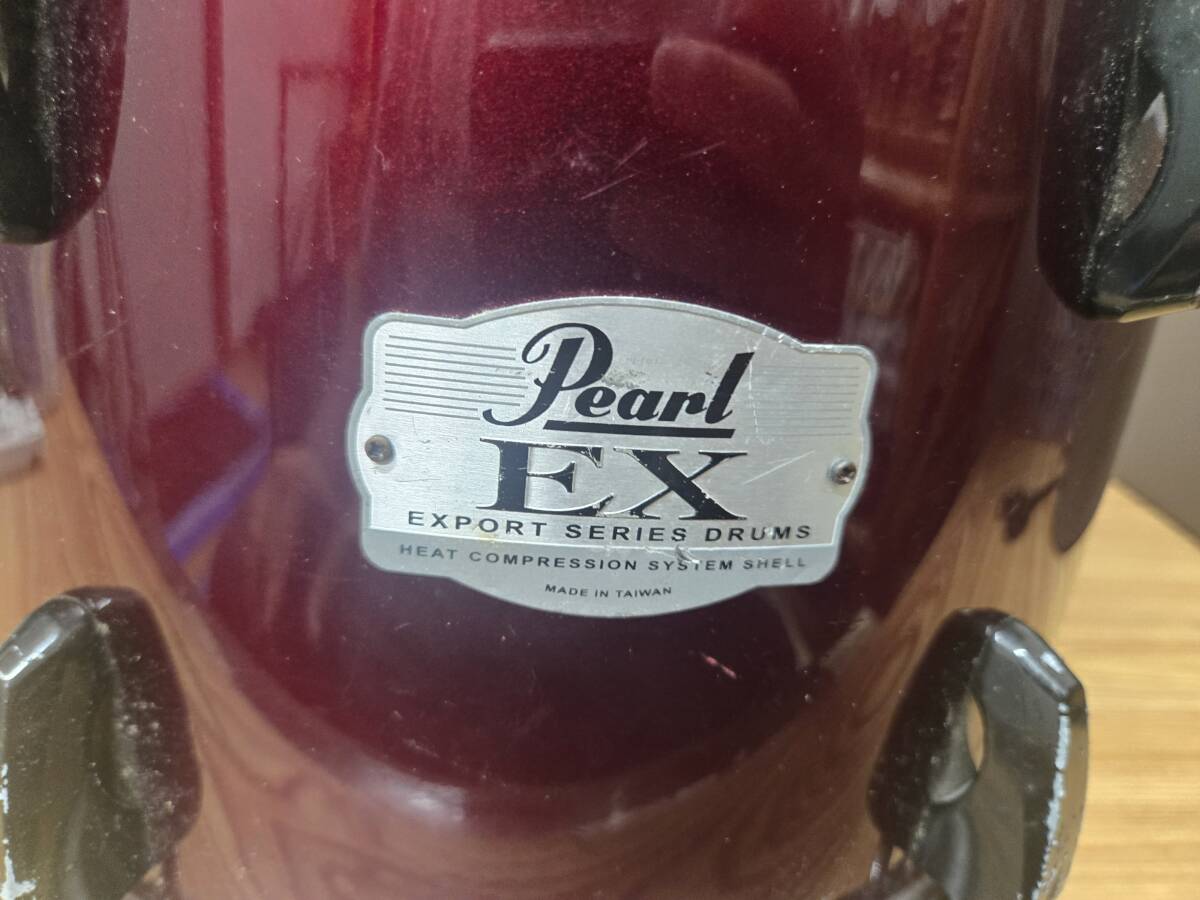 Pearl
EX
EXPORT SERIES DRUMS
HEAT COMPRESSION SYSTEM SHELL
MADE IN TAIWAN